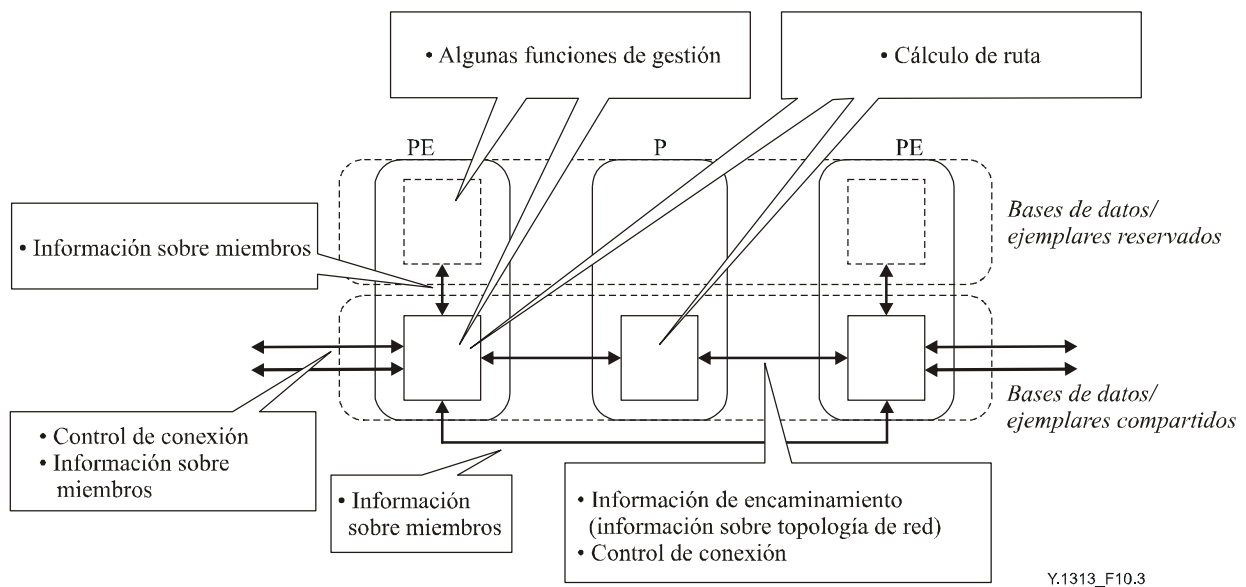 • Algunas funciones de gestión
• Cálculo de ruta
PE
P
PE
• Información sobre miembros
Bases de datos/
ejemplares reservados
Bases de datos/
ejemplares compartidos
• Control de conexión
• Información sobre
miembros
• Información
sobre miembros
• Información de encaminamiento
(información sobre topología de red)
• Control de conexión
Y.1313_F10.3